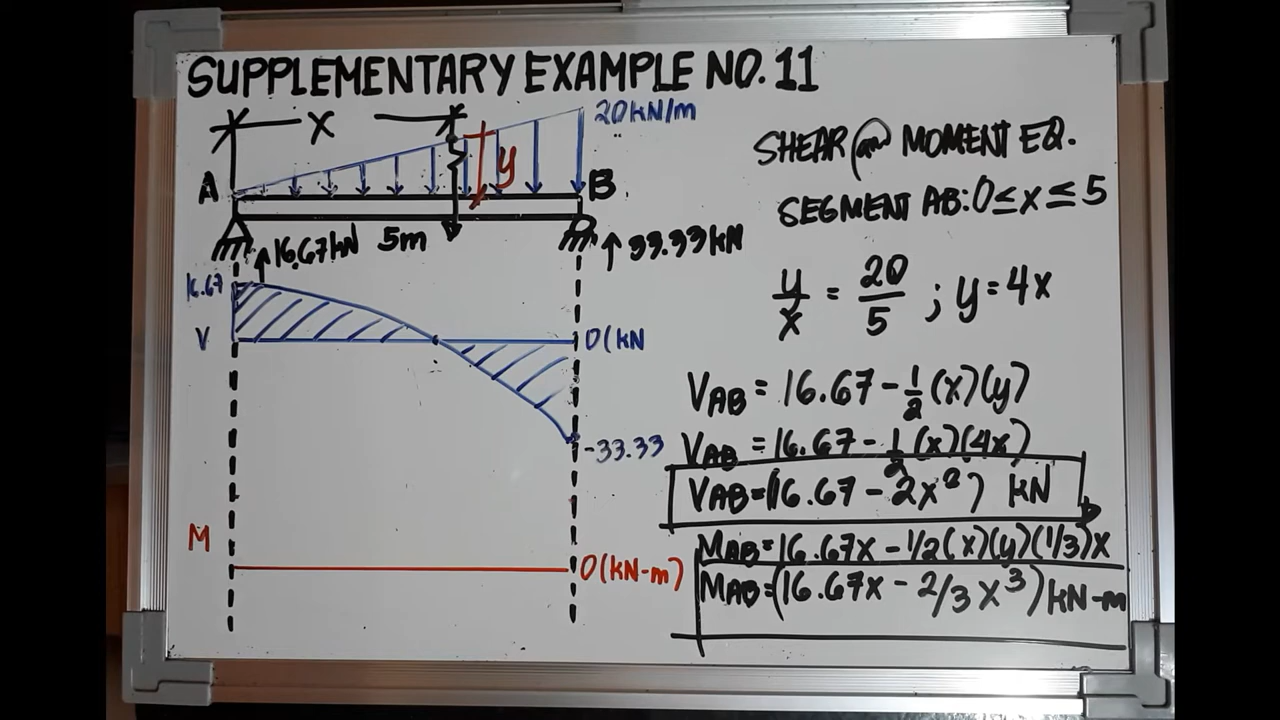 SUPPLEMENTARY EXAMPLE NO. 11
X
20kN/m
y
A
B
16.67kN
5m
33.33kN
16.67
V
0(kN
-33.33
M
0(kN-m)
SHEAR and MOMENT EQ.
SEGMENT AB: 0≤x≤5
y/x = 20/5 ; y=4x
VAB = 16.67 - 1/2 (x)(y)
VAB = 16.67 - 1/2 (x)(4x)
VAB=(16.67 - 2x²) kN
MAB=16.67x - 1/2(x)(y)(1/3)x
MAB=(16.67x - 2/3 x³) kN-m